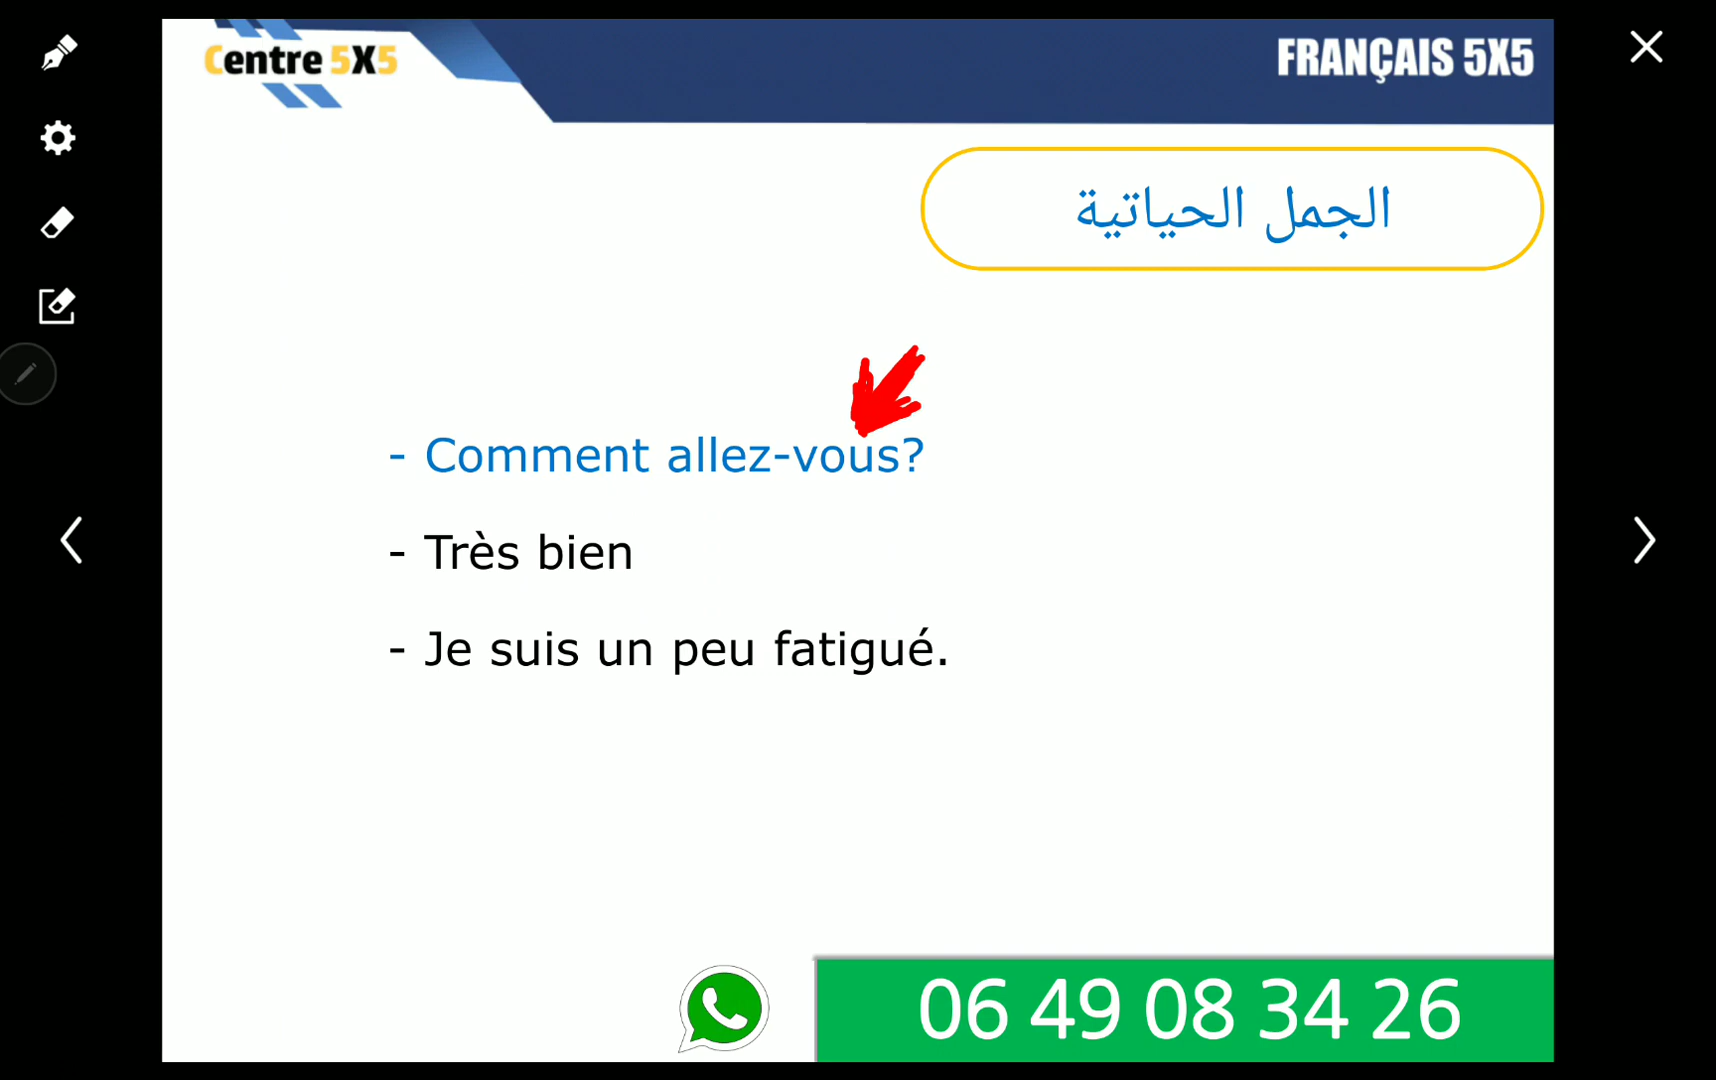 Centre 5X5
FRANÇAIS 5X5
الجمل الحياتية
- Comment allez-vous?
- Très bien
- Je suis un peu fatigué.
06 49 08 34 26